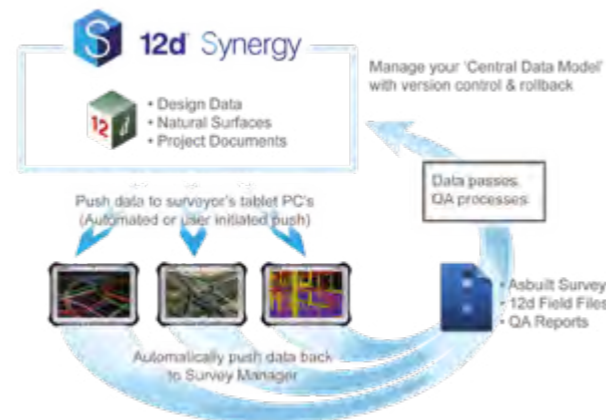 12d Synergy
Manage your 'Central Data Model'
with version control & rollback
12 d
• Design Data
• Natural Surfaces
• Project Documents
Data passes
QA processes
Push data to surveyor's tablet PC's
(Automated or user initiated push)
• Asbuilt Survey
• 12d Field Files
• QA Reports
Automatically push data back
to Survey Manager